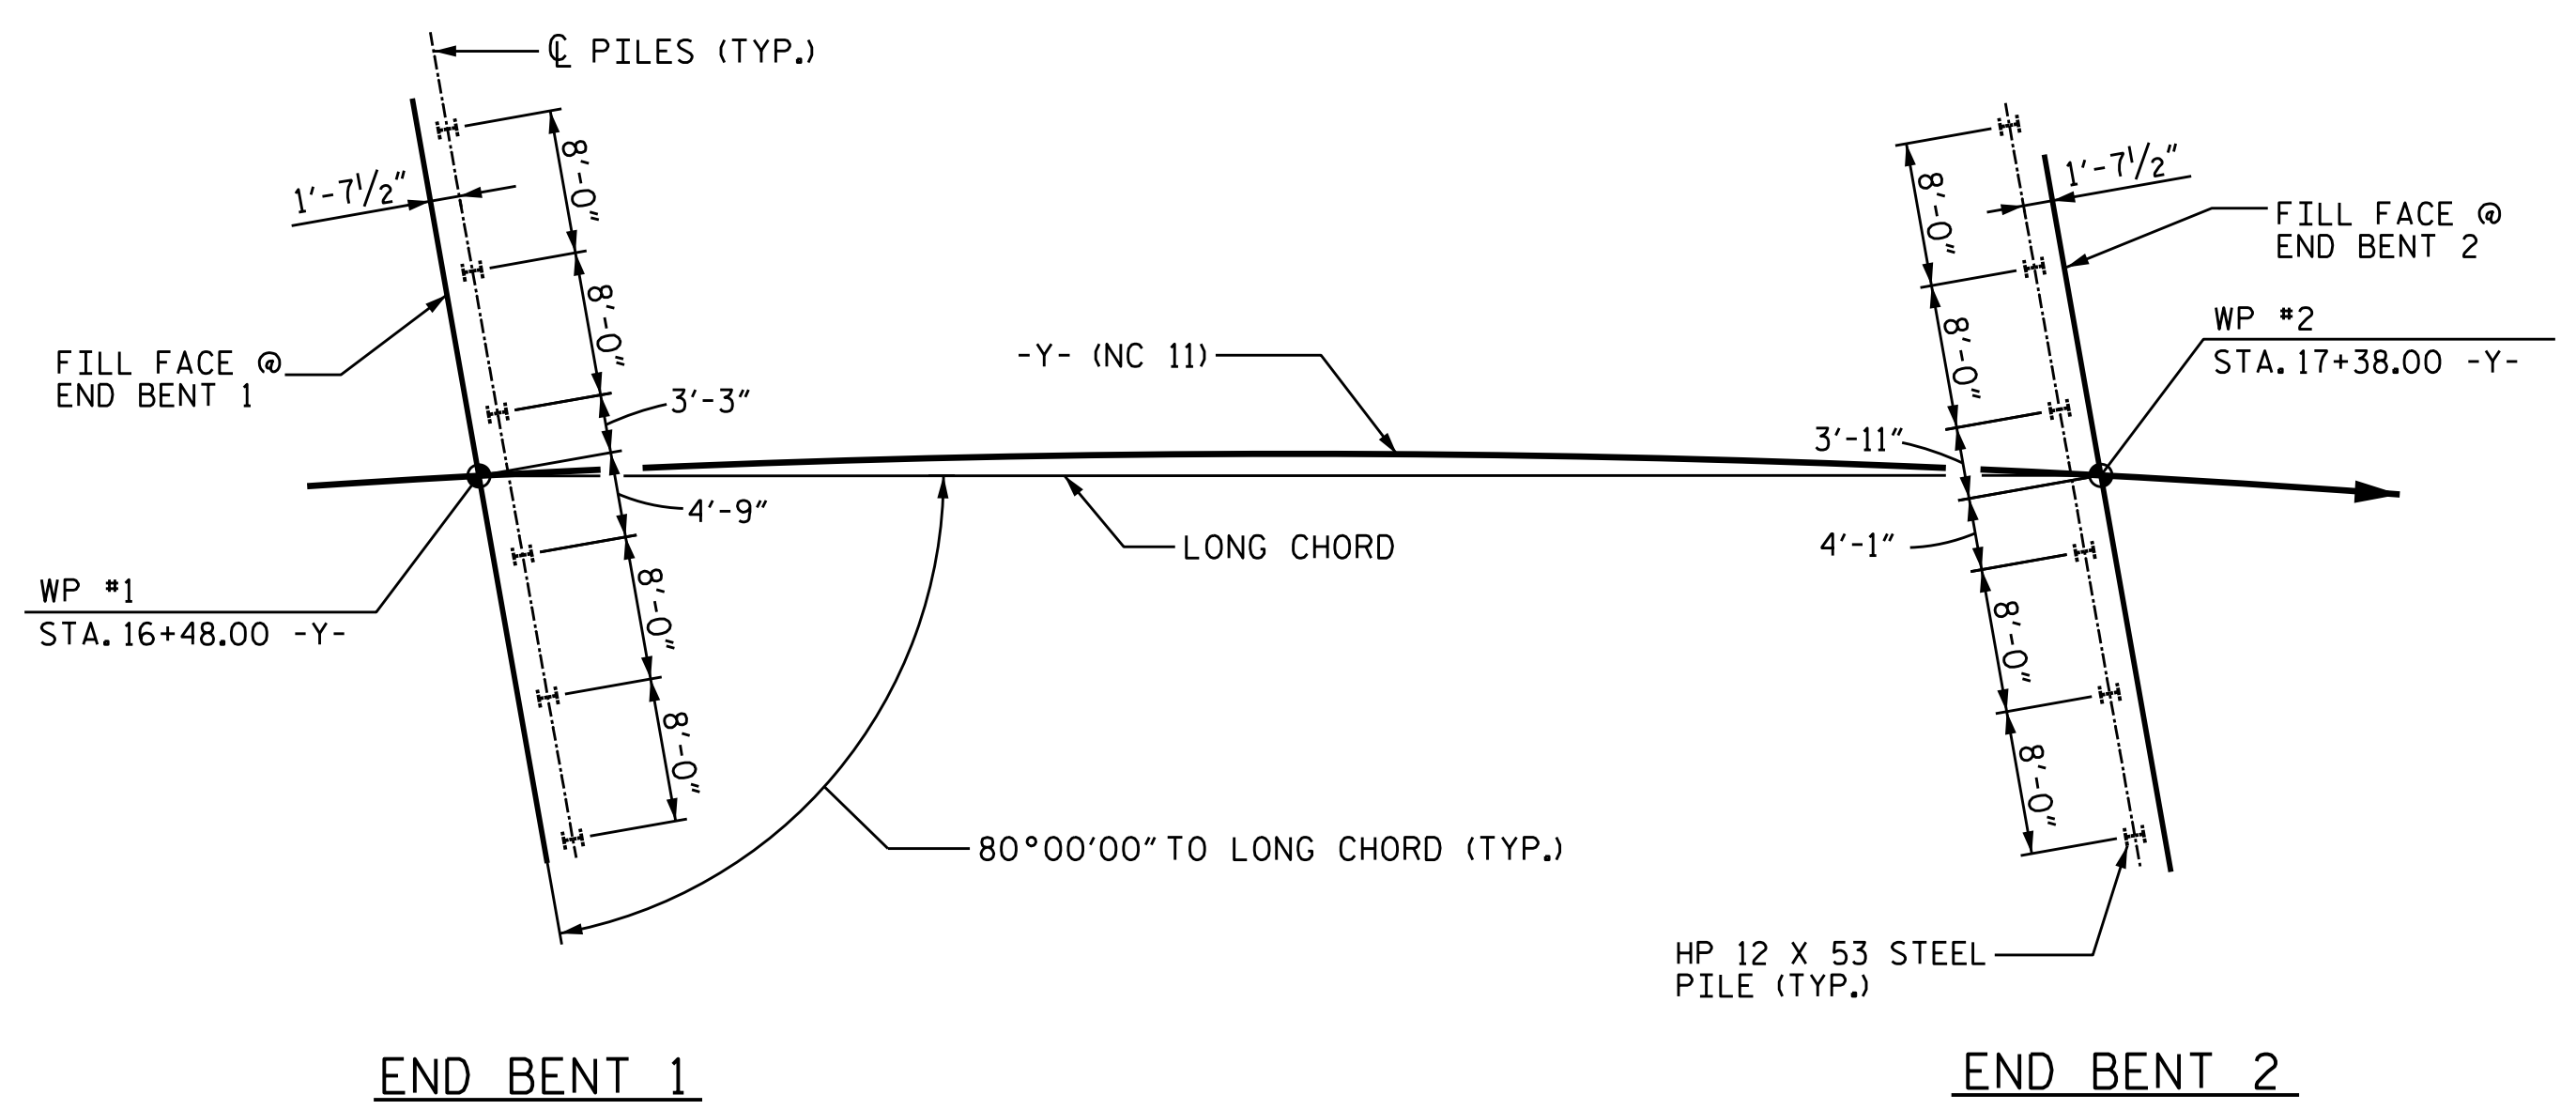 ℄ PILES (TYP.)
8'-0"
1'-7½"
8'-0"
FILL FACE @
END BENT 1
3'-3"
4'-9"
WP #1
STA. 16+48.00 -Y-
8'-0"
8'-0"
-Y- (NC 11)
LONG CHORD
80°00'00" TO LONG CHORD (TYP.)
8'-0"
1'-7½"
FILL FACE @
END BENT 2
8'-0"
WP #2
STA. 17+38.00 -Y-
3'-11"
4'-1"
8'-0"
8'-0"
HP 12 X 53 STEEL
PILE (TYP.)
END BENT 1
END BENT 2